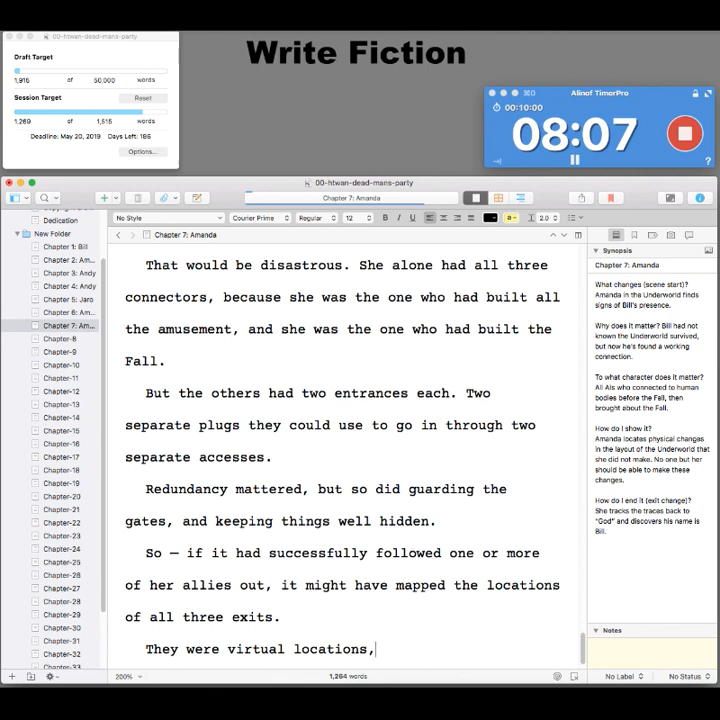 00-htwan-dead-mans-party
Write Fiction
Draft Target
1,915 of 50,000 words
Session Target
Reset
1,269 of 1,515 words
Deadline: May 20, 2019 Days Left: 186
Options...
⌘0 Alinof TimerPro
00:10:00
08:07
?
00-htwan-dead-mans-party
Chapter 7: Amanda
No Style Courier Prime Regular 12 B I U a 2.0
Dedication
New Folder
Chapter 1: Bill
Chapter 2: Am...
Chapter 3: Andy
Chapter 4: Andy
Chapter 5: Jaro
Chapter 6: Am...
Chapter 7: Am...
Chapter-8
Chapter-9
Chapter-10
Chapter-11
Chapter-12
Chapter-13
Chapter-14
Chapter-15
Chapter-16
Chapter-17
Chapter-18
Chapter-19
Chapter-20
Chapter-21
Chapter-22
Chapter-23
Chapter-24
Chapter-25
Chapter-26
Chapter-27
Chapter-28
Chapter-29
Chapter-30
Chapter-31
Chapter-32
Chapter-33
Chapter 7: Amanda
That would be disastrous. She alone had all three
connectors, because she was the one who had built all
the amusement, and she was the one who had built the
Fall.
But the others had two entrances each. Two
separate plugs they could use to go in through two
separate accesses.
Redundancy mattered, but so did guarding the
gates, and keeping things well hidden.
So — if it had successfully followed one or more
of her allies out, it might have mapped the locations
of all three exits.
They were virtual locations,
200%
1,264 words
Synopsis
Chapter 7: Amanda
What changes (scene start)?
Amanda in the Underworld finds
signs of Bill's presence.
Why does it matter? Bill had not
known the Underworld survived,
but now he's found a working
connection.
To what character does it matter?
All AIs who connected to human
bodies before the Fall, then
brought about the Fall.
How do I show it?
Amanda locates physical changes
in the layout of the Underworld that
she did not make. No one but her
should be able to make these
changes.
How do I end it (exit change)?
She tracks the traces back to
"God" and discovers his name is
Bill.
Notes
No Label No Status